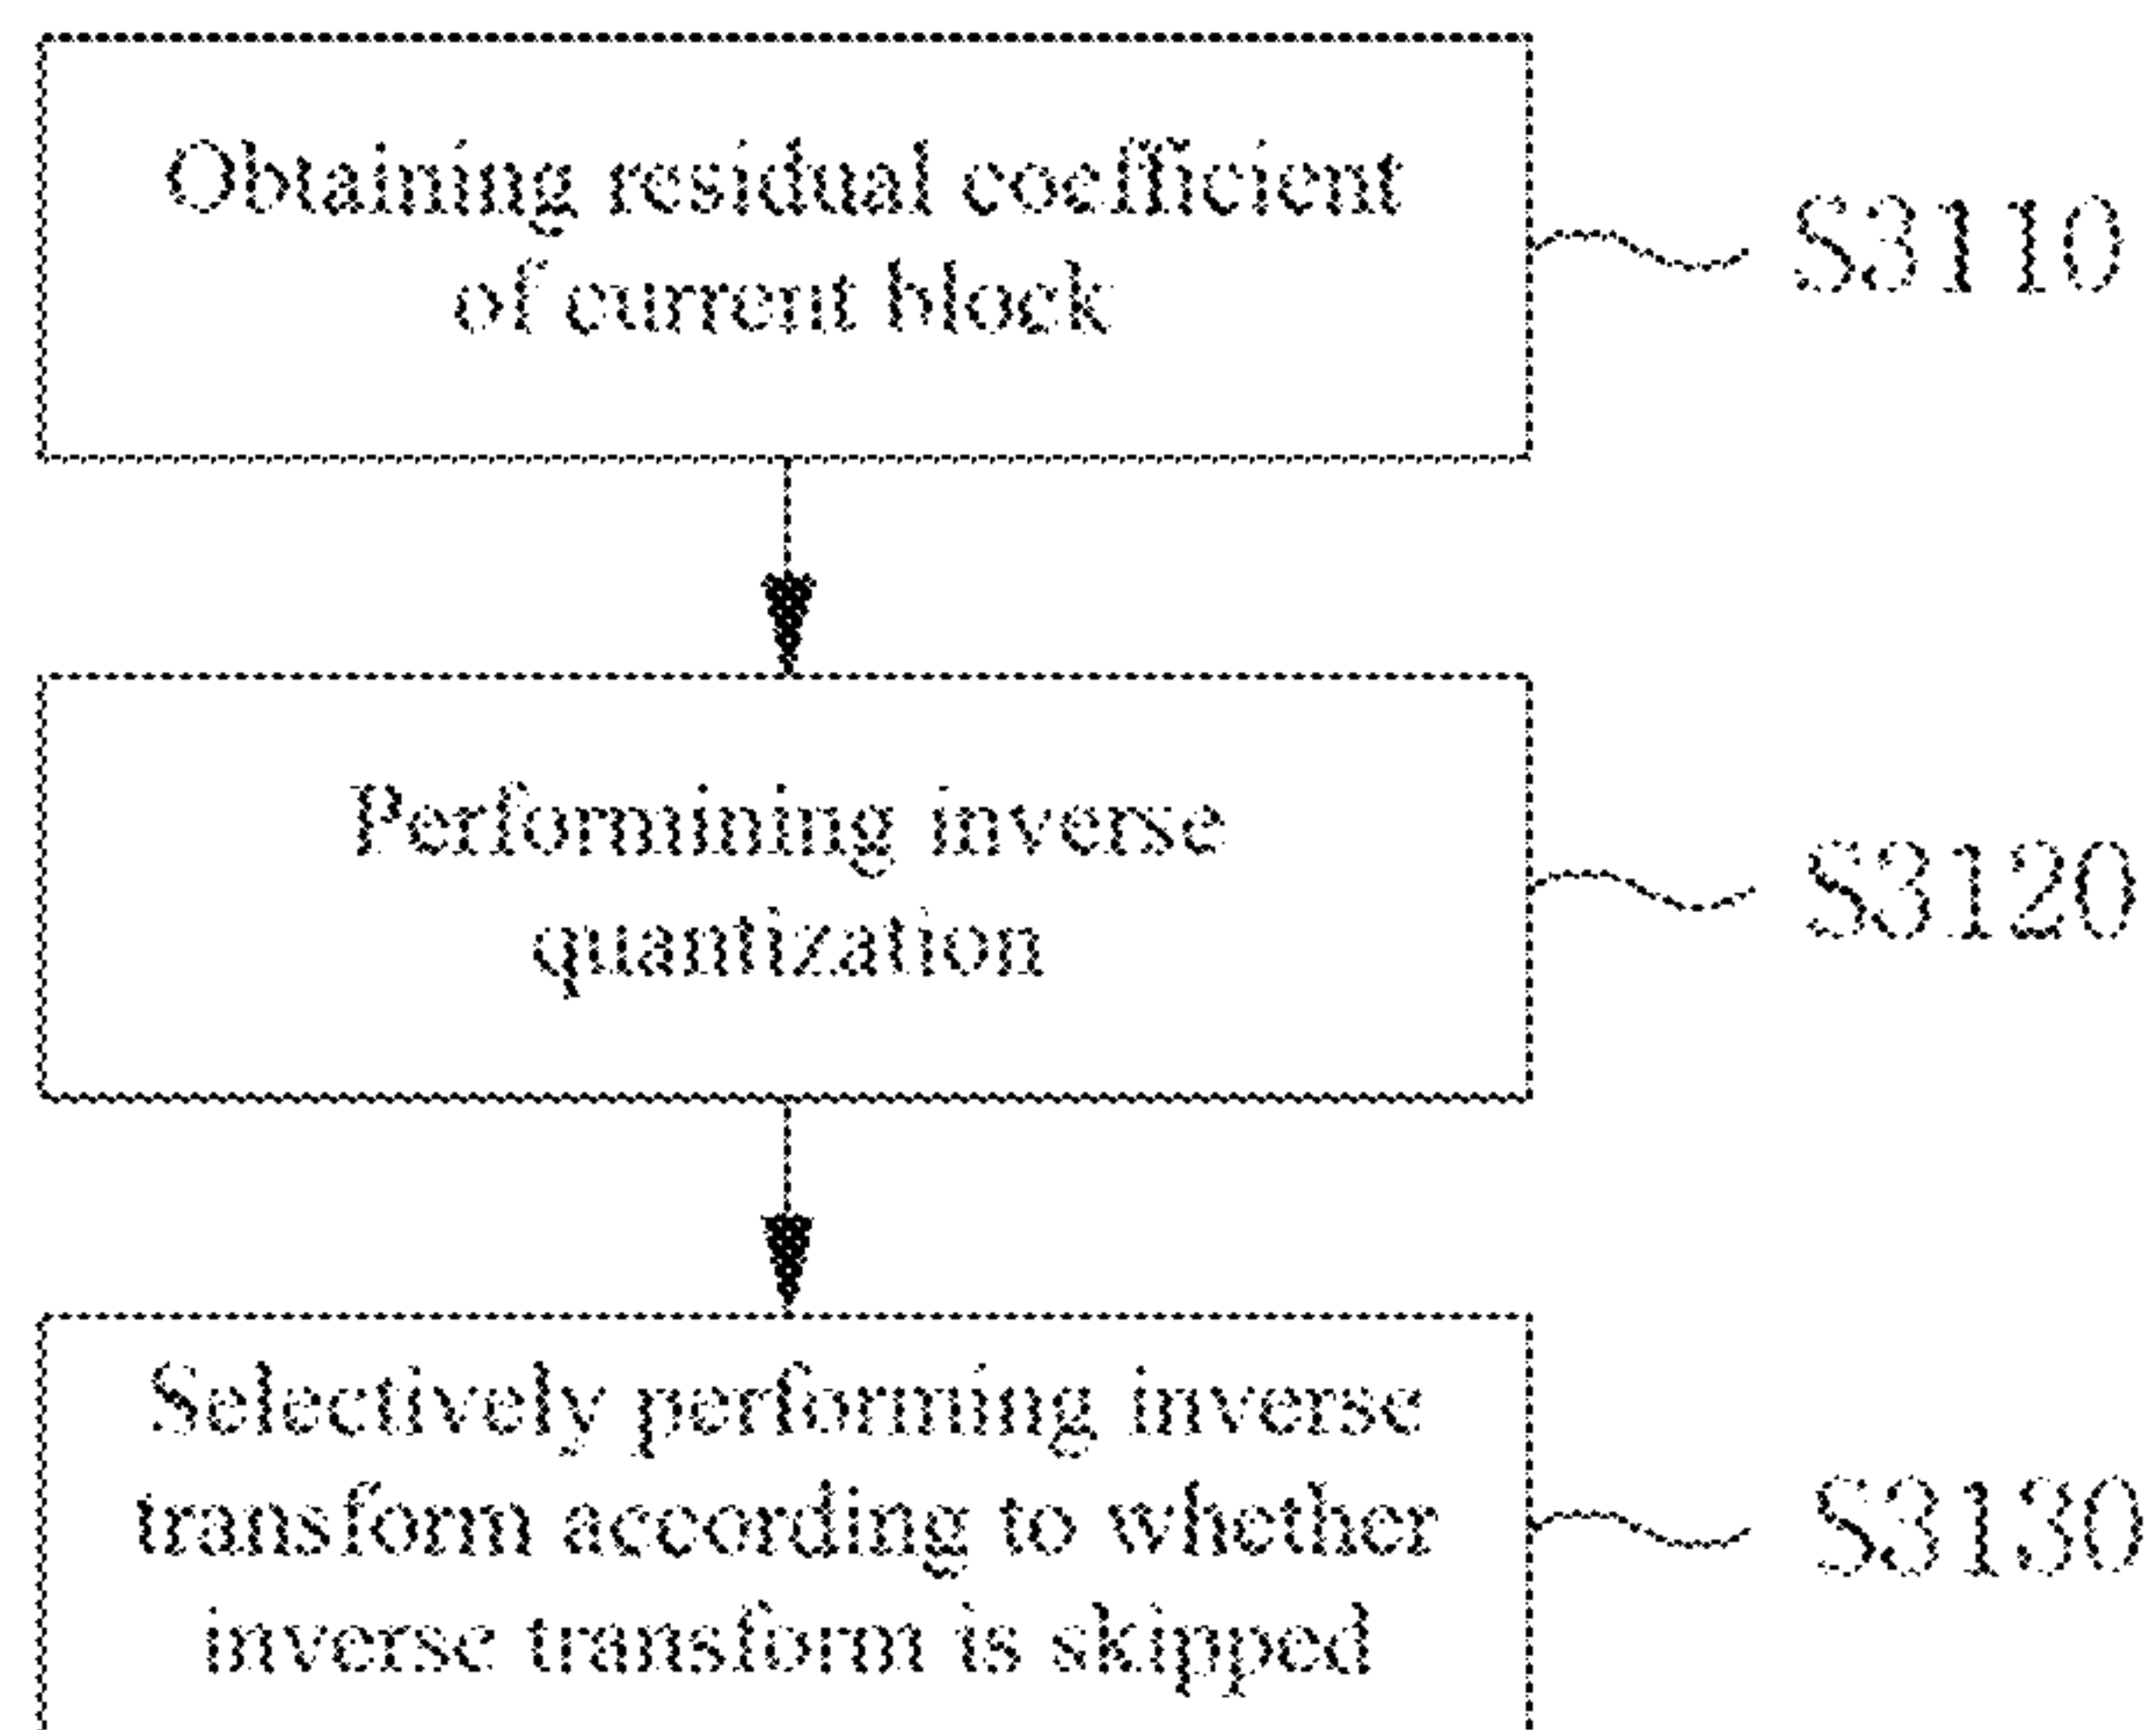 Obtaining residual coefficient
of current block
S3110
Performining inverse
quantization
S3120
Selectively performing inverse
transform according to whether
inverse transform is skipped
S3130